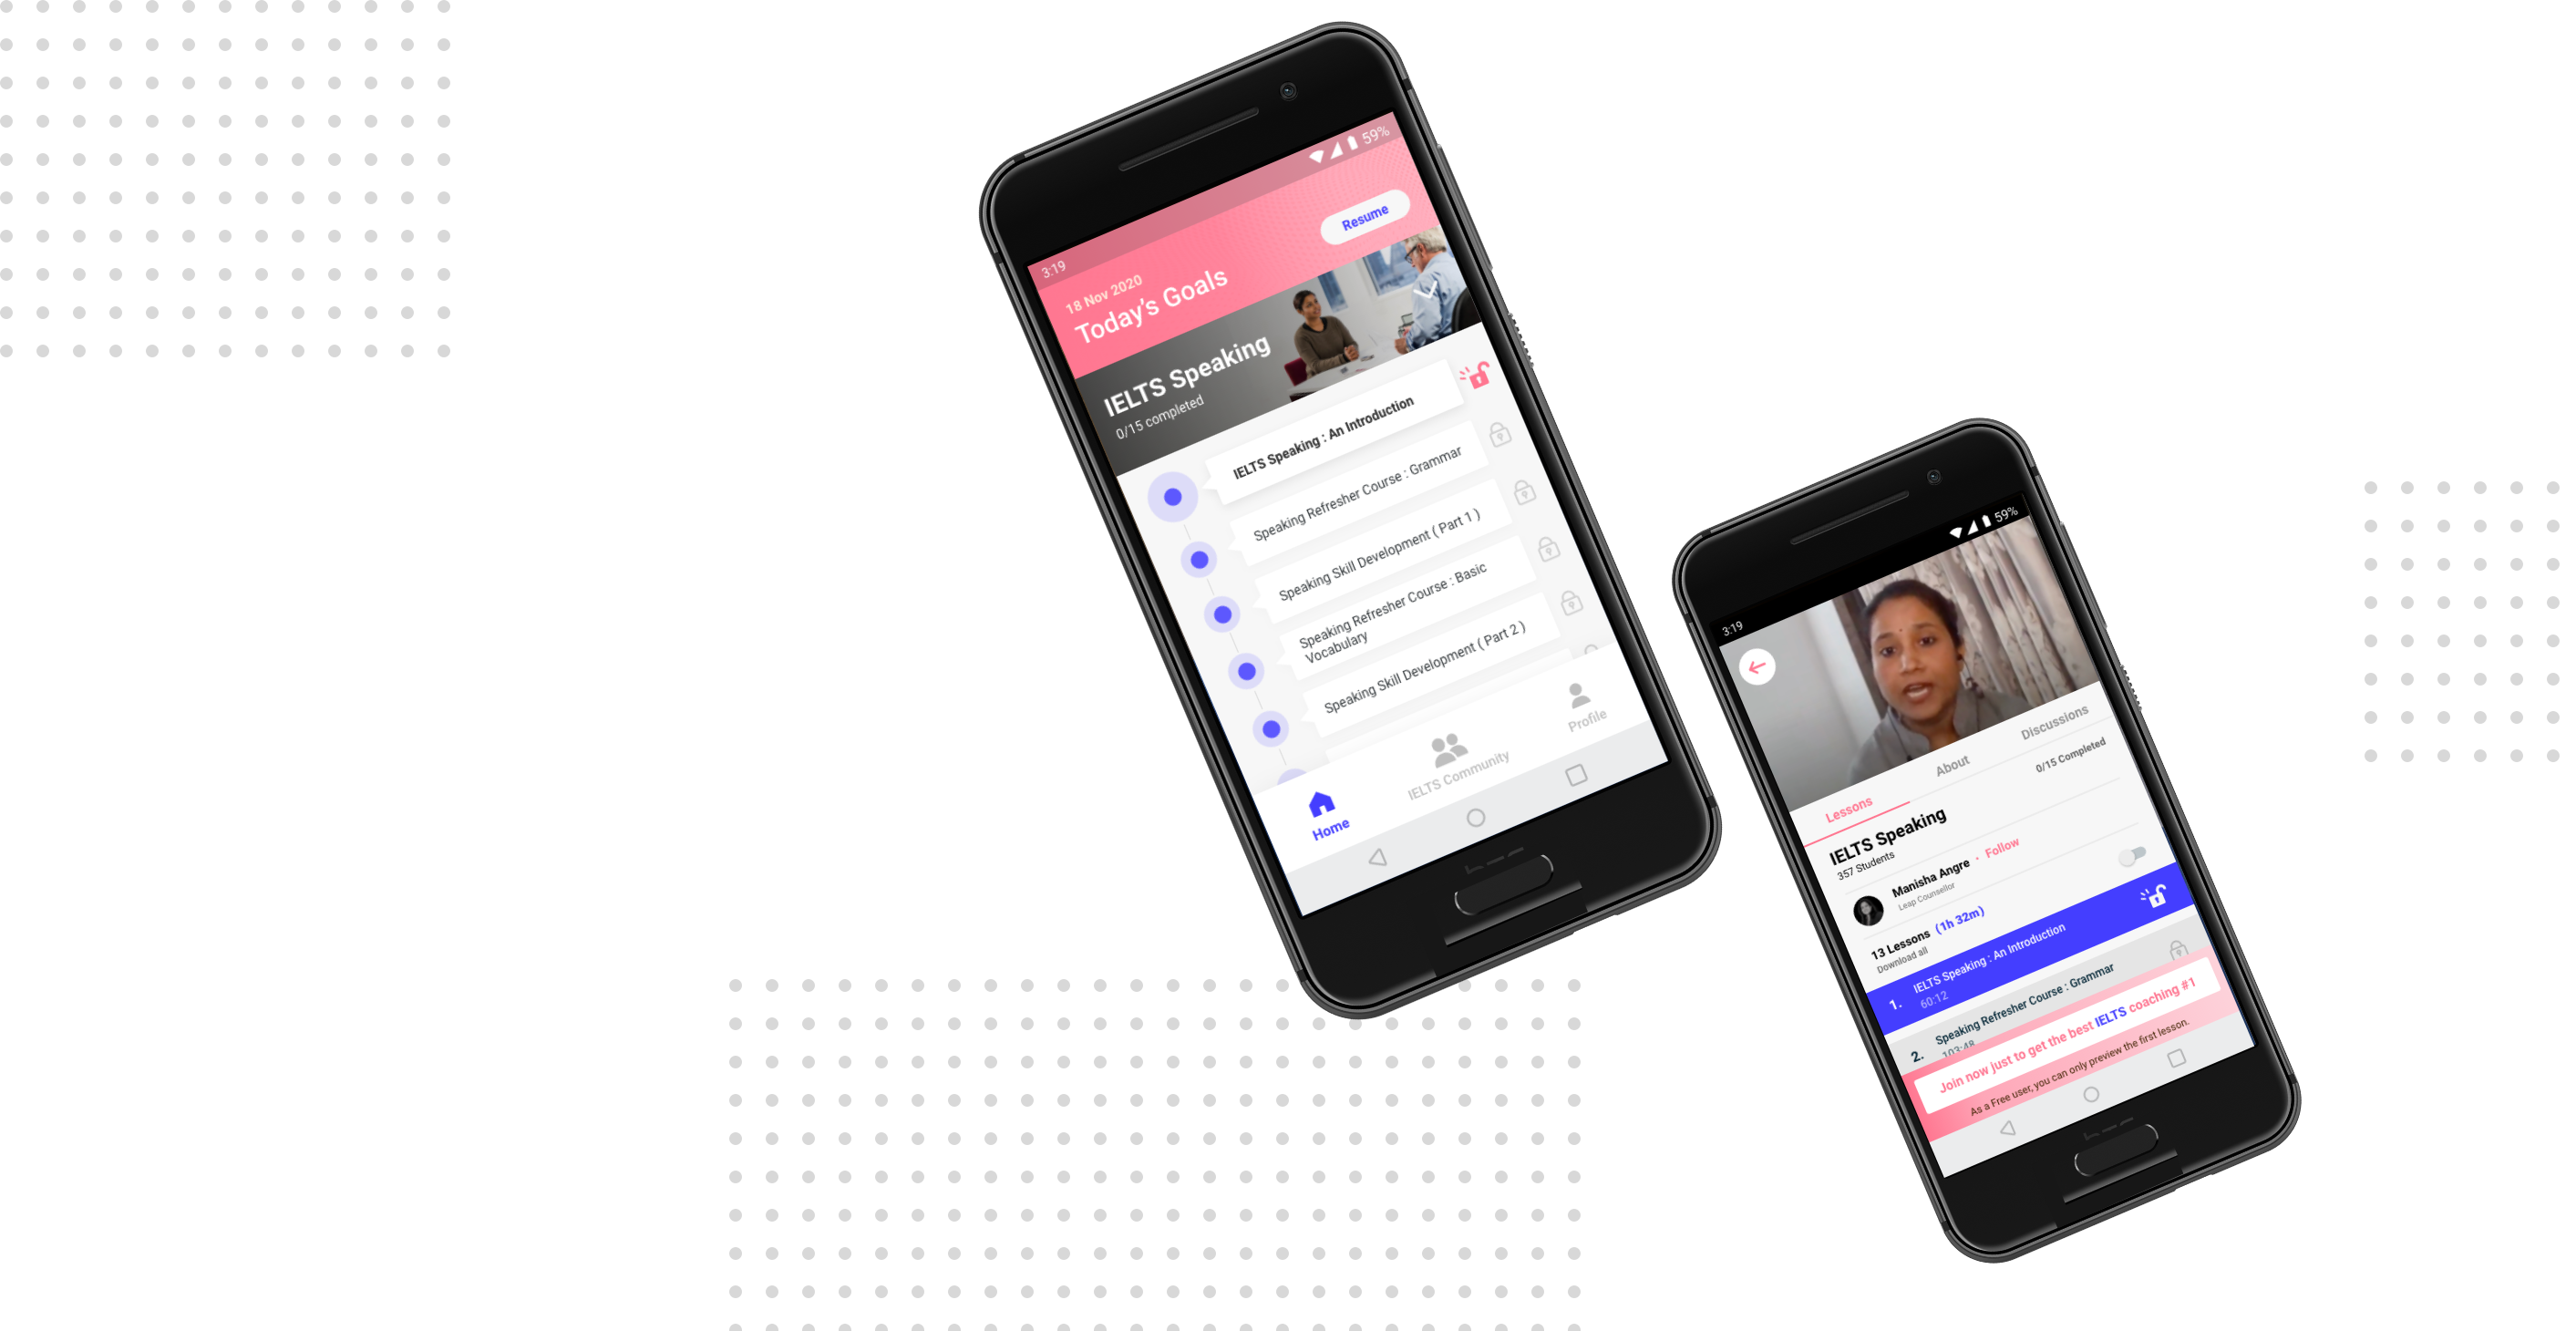 3:19
59%
Resume
18 Nov 2020
Today's Goals
IELTS Speaking
0/15 completed
IELTS Speaking : An Introduction
Speaking Refresher Course : Grammar
Speaking Skill Development ( Part 1 )
Speaking Refresher Course : Basic
Vocabulary
Speaking Skill Development ( Part 2 )
Home
IELTS Community
Profile
3:19
59%
Lessons
About
Discussions
IELTS Speaking
0/15 Completed
357 Students
Manisha Angre · Follow
Leap Counsellor
13 Lessons (1h 32m)
Download all
1. IELTS Speaking : An Introduction
60:12
2. Speaking Refresher Course : Grammar
103:48
Join now just to get the best IELTS coaching #1
As a Free user, you can only preview the first lesson.